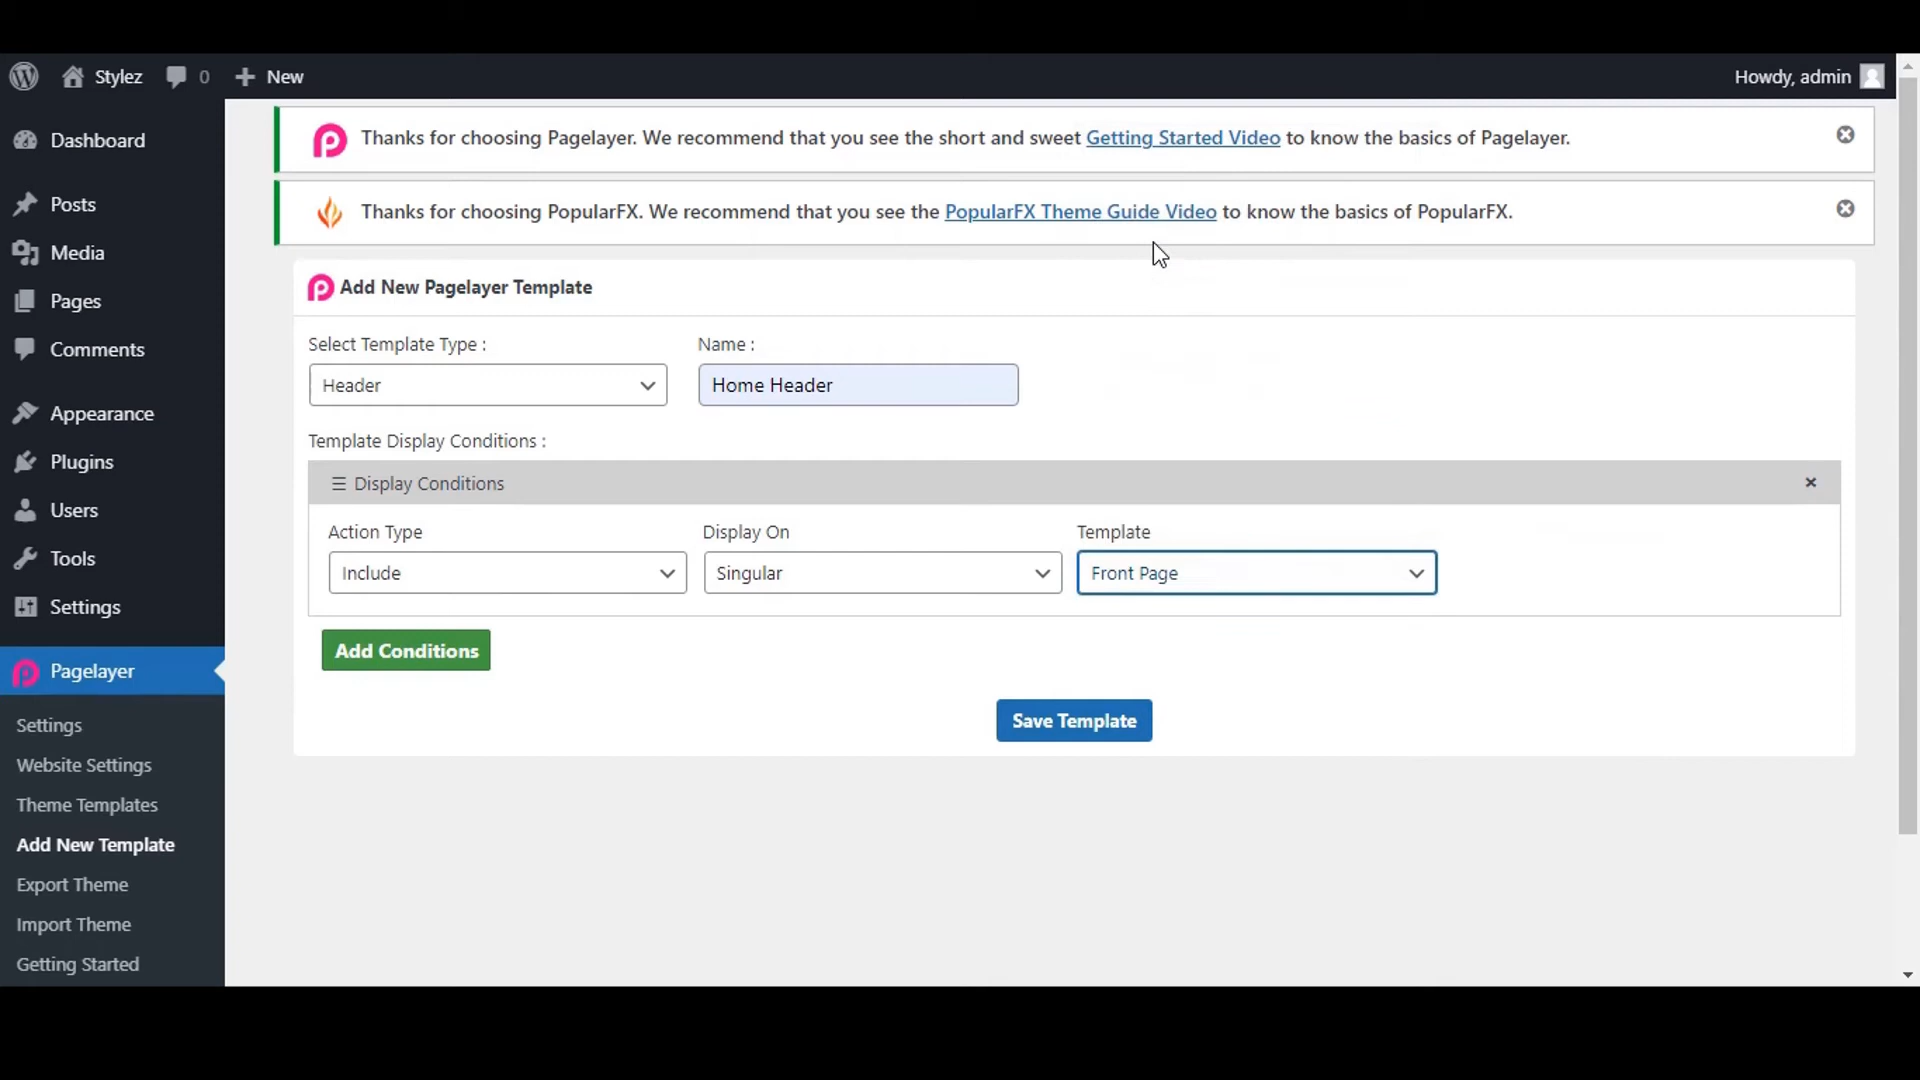 Stylez 0 New Howdy, admin
Thanks for choosing Pagelayer. We recommend that you see the short and sweet Getting Started Video to know the basics of Pagelayer.
Thanks for choosing PopularFX. We recommend that you see the PopularFX Theme Guide Video to know the basics of PopularFX.
Dashboard
Posts
Media
Pages
Comments
Appearance
Plugins
Users
Tools
Settings
Pagelayer
Settings
Website Settings
Theme Templates
Add New Template
Export Theme
Import Theme
Getting Started
Add New Pagelayer Template
Select Template Type : Name :
Header Home Header
Template Display Conditions :
Display Conditions
Action Type Display On Template
Include Singular Front Page
Add Conditions
Save Template